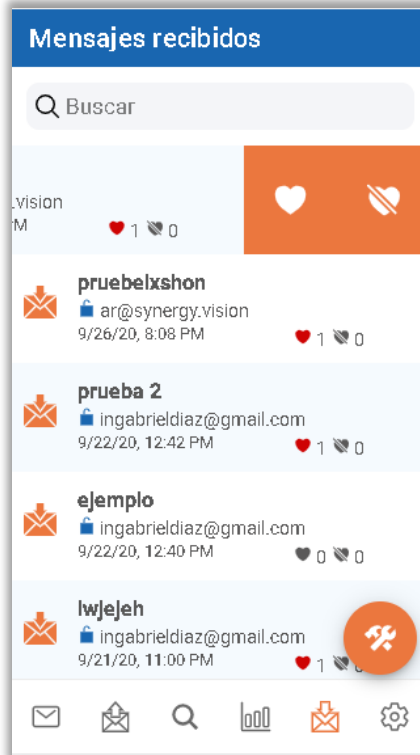 Mensajes recibidos
Buscar
.vision
M
1 0
pruebelxshon
ar@synergy.vision
9/26/20, 8:08 PM
1 0
prueba 2
ingabrieldiaz@gmail.com
9/22/20, 12:42 PM
1 0
ejemplo
ingabrieldiaz@gmail.com
9/22/20, 12:40 PM
0 0
lwjejeh
ingabrieldiaz@gmail.com
9/21/20, 11:00 PM
1